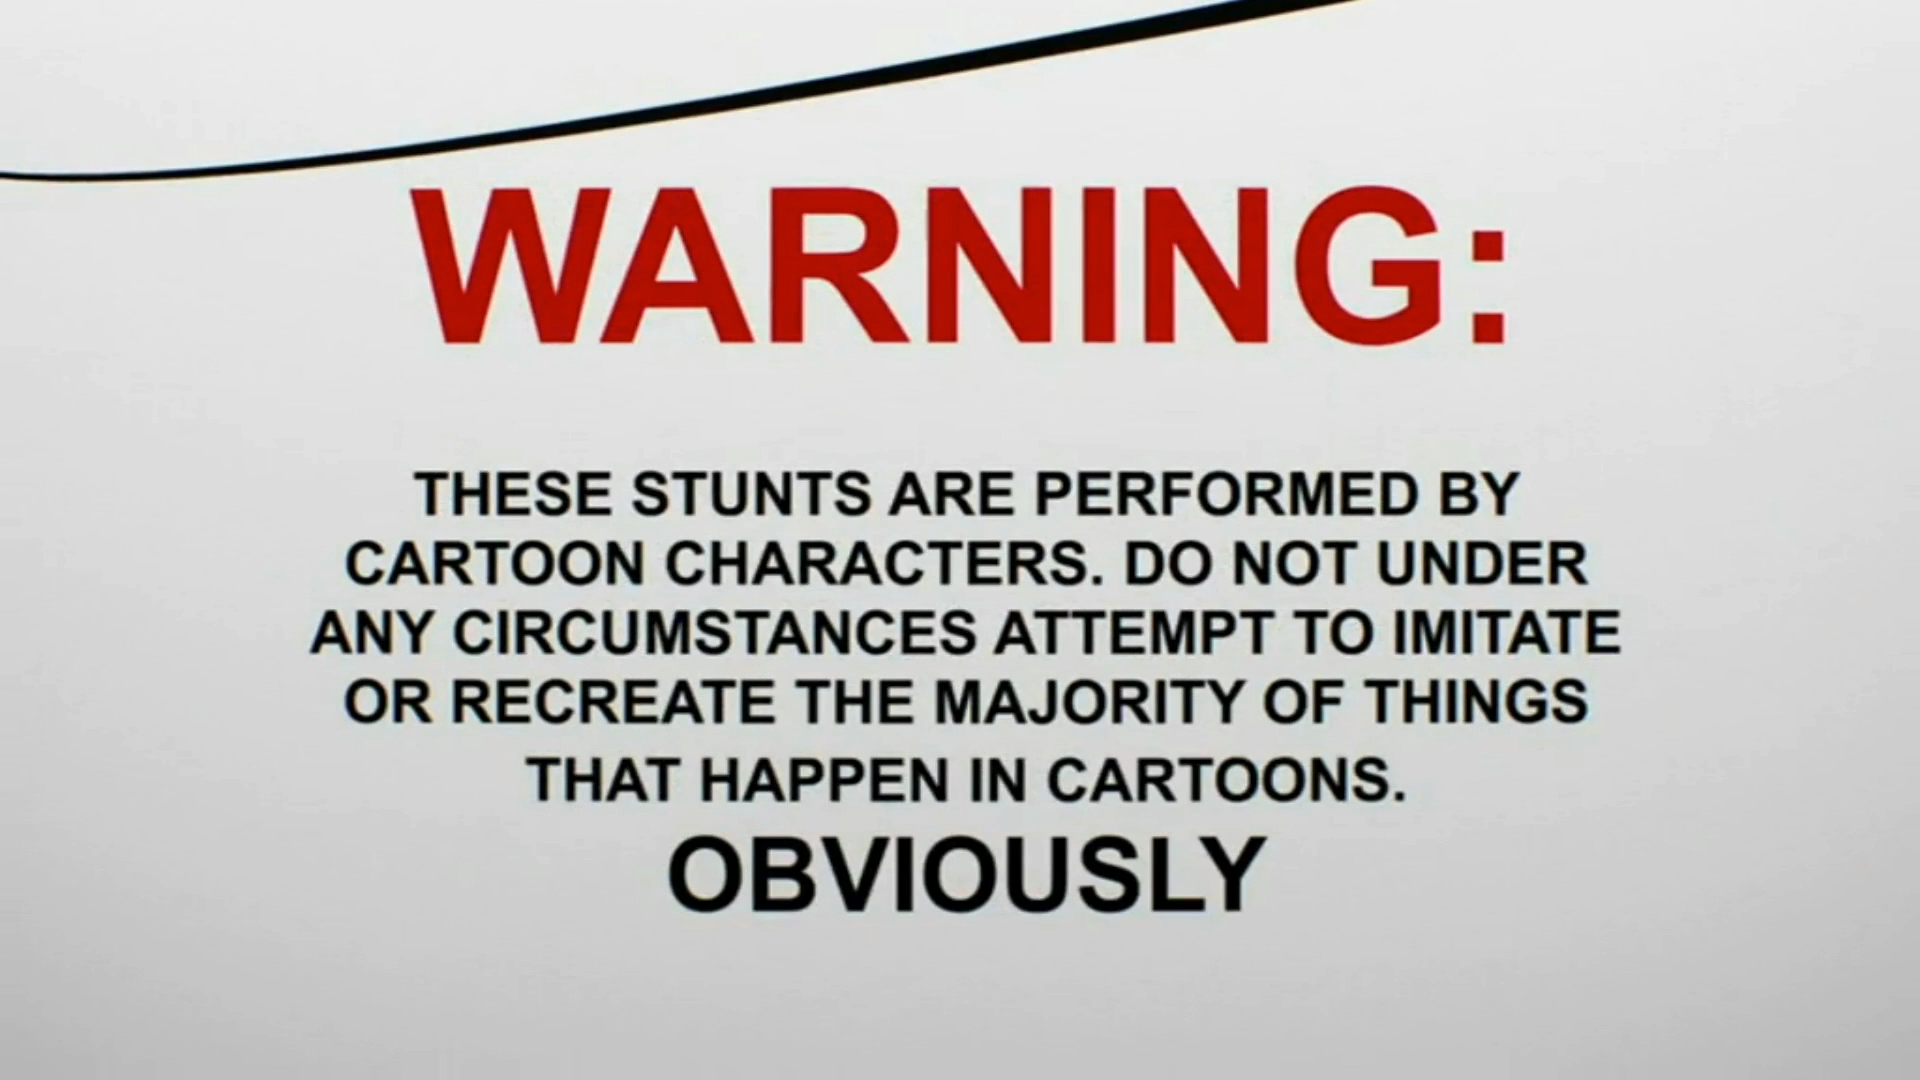 WARNING:
THESE STUNTS ARE PERFORMED BY
CARTOON CHARACTERS. DO NOT UNDER
ANY CIRCUMSTANCES ATTEMPT TO IMITATE
OR RECREATE THE MAJORITY OF THINGS
THAT HAPPEN IN CARTOONS.
OBVIOUSLY